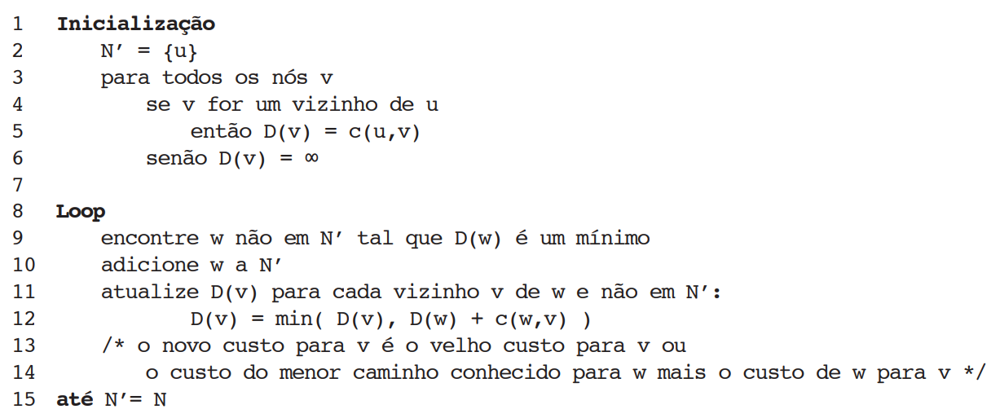 1 Inicialização
2 N’ = {u}
3 para todos os nós v
4 se v for um vizinho de u
5 então D(v) = c(u,v)
6 senão D(v) = ∞
7
8 Loop
9 encontre w não em N’ tal que D(w) é um mínimo
10 adicione w a N’
11 atualize D(v) para cada vizinho v de w e não em N’:
12 D(v) = min( D(v), D(w) + c(w,v) )
13 /* o novo custo para v é o velho custo para v ou
14 o custo do menor caminho conhecido para w mais o custo de w para v */
15 até N’= N